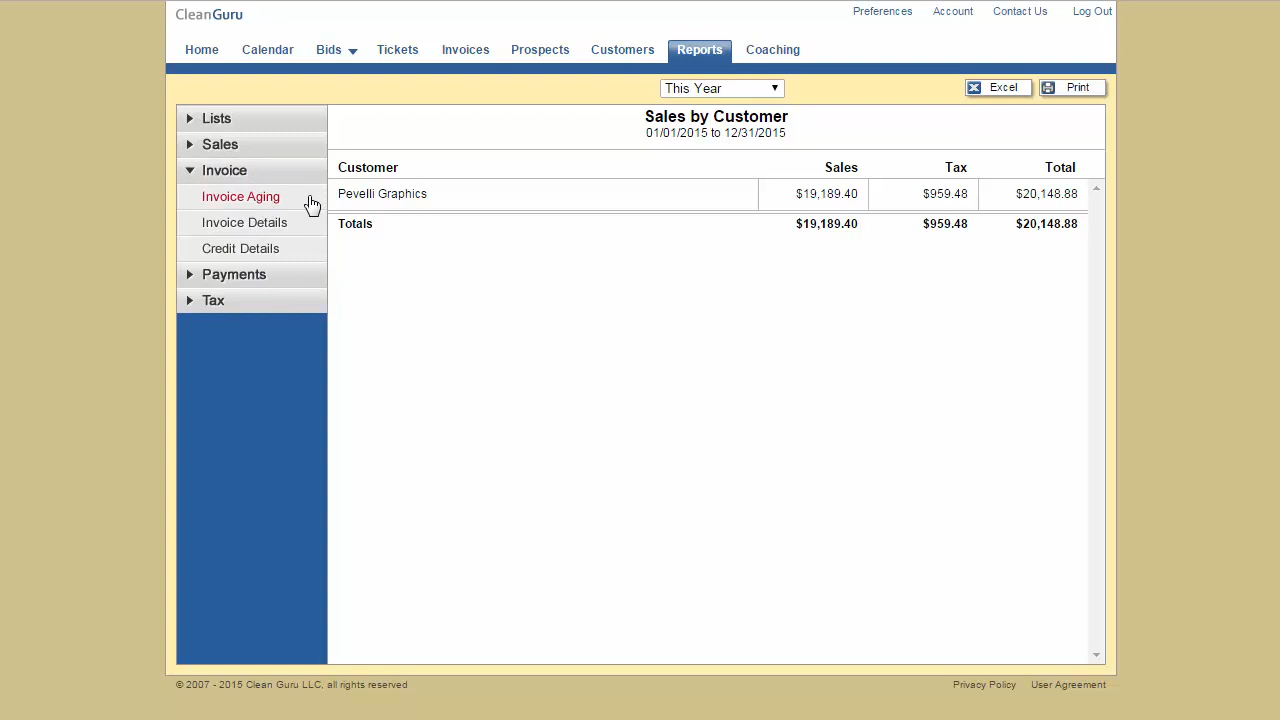 CleanGuru
Preferences Account Contact Us Log Out
Home Calendar Bids Tickets Invoices Prospects Customers Reports Coaching
This Year Excel Print
Lists
Sales
Invoice
Invoice Aging
Invoice Details
Credit Details
Payments
Tax
Sales by Customer
01/01/2015 to 12/31/2015
Customer Sales Tax Total
Pevelli Graphics $19,189.40 $959.48 $20,148.88
Totals $19,189.40 $959.48 $20,148.88
© 2007 - 2015 Clean Guru LLC, all rights reserved Privacy Policy User Agreement